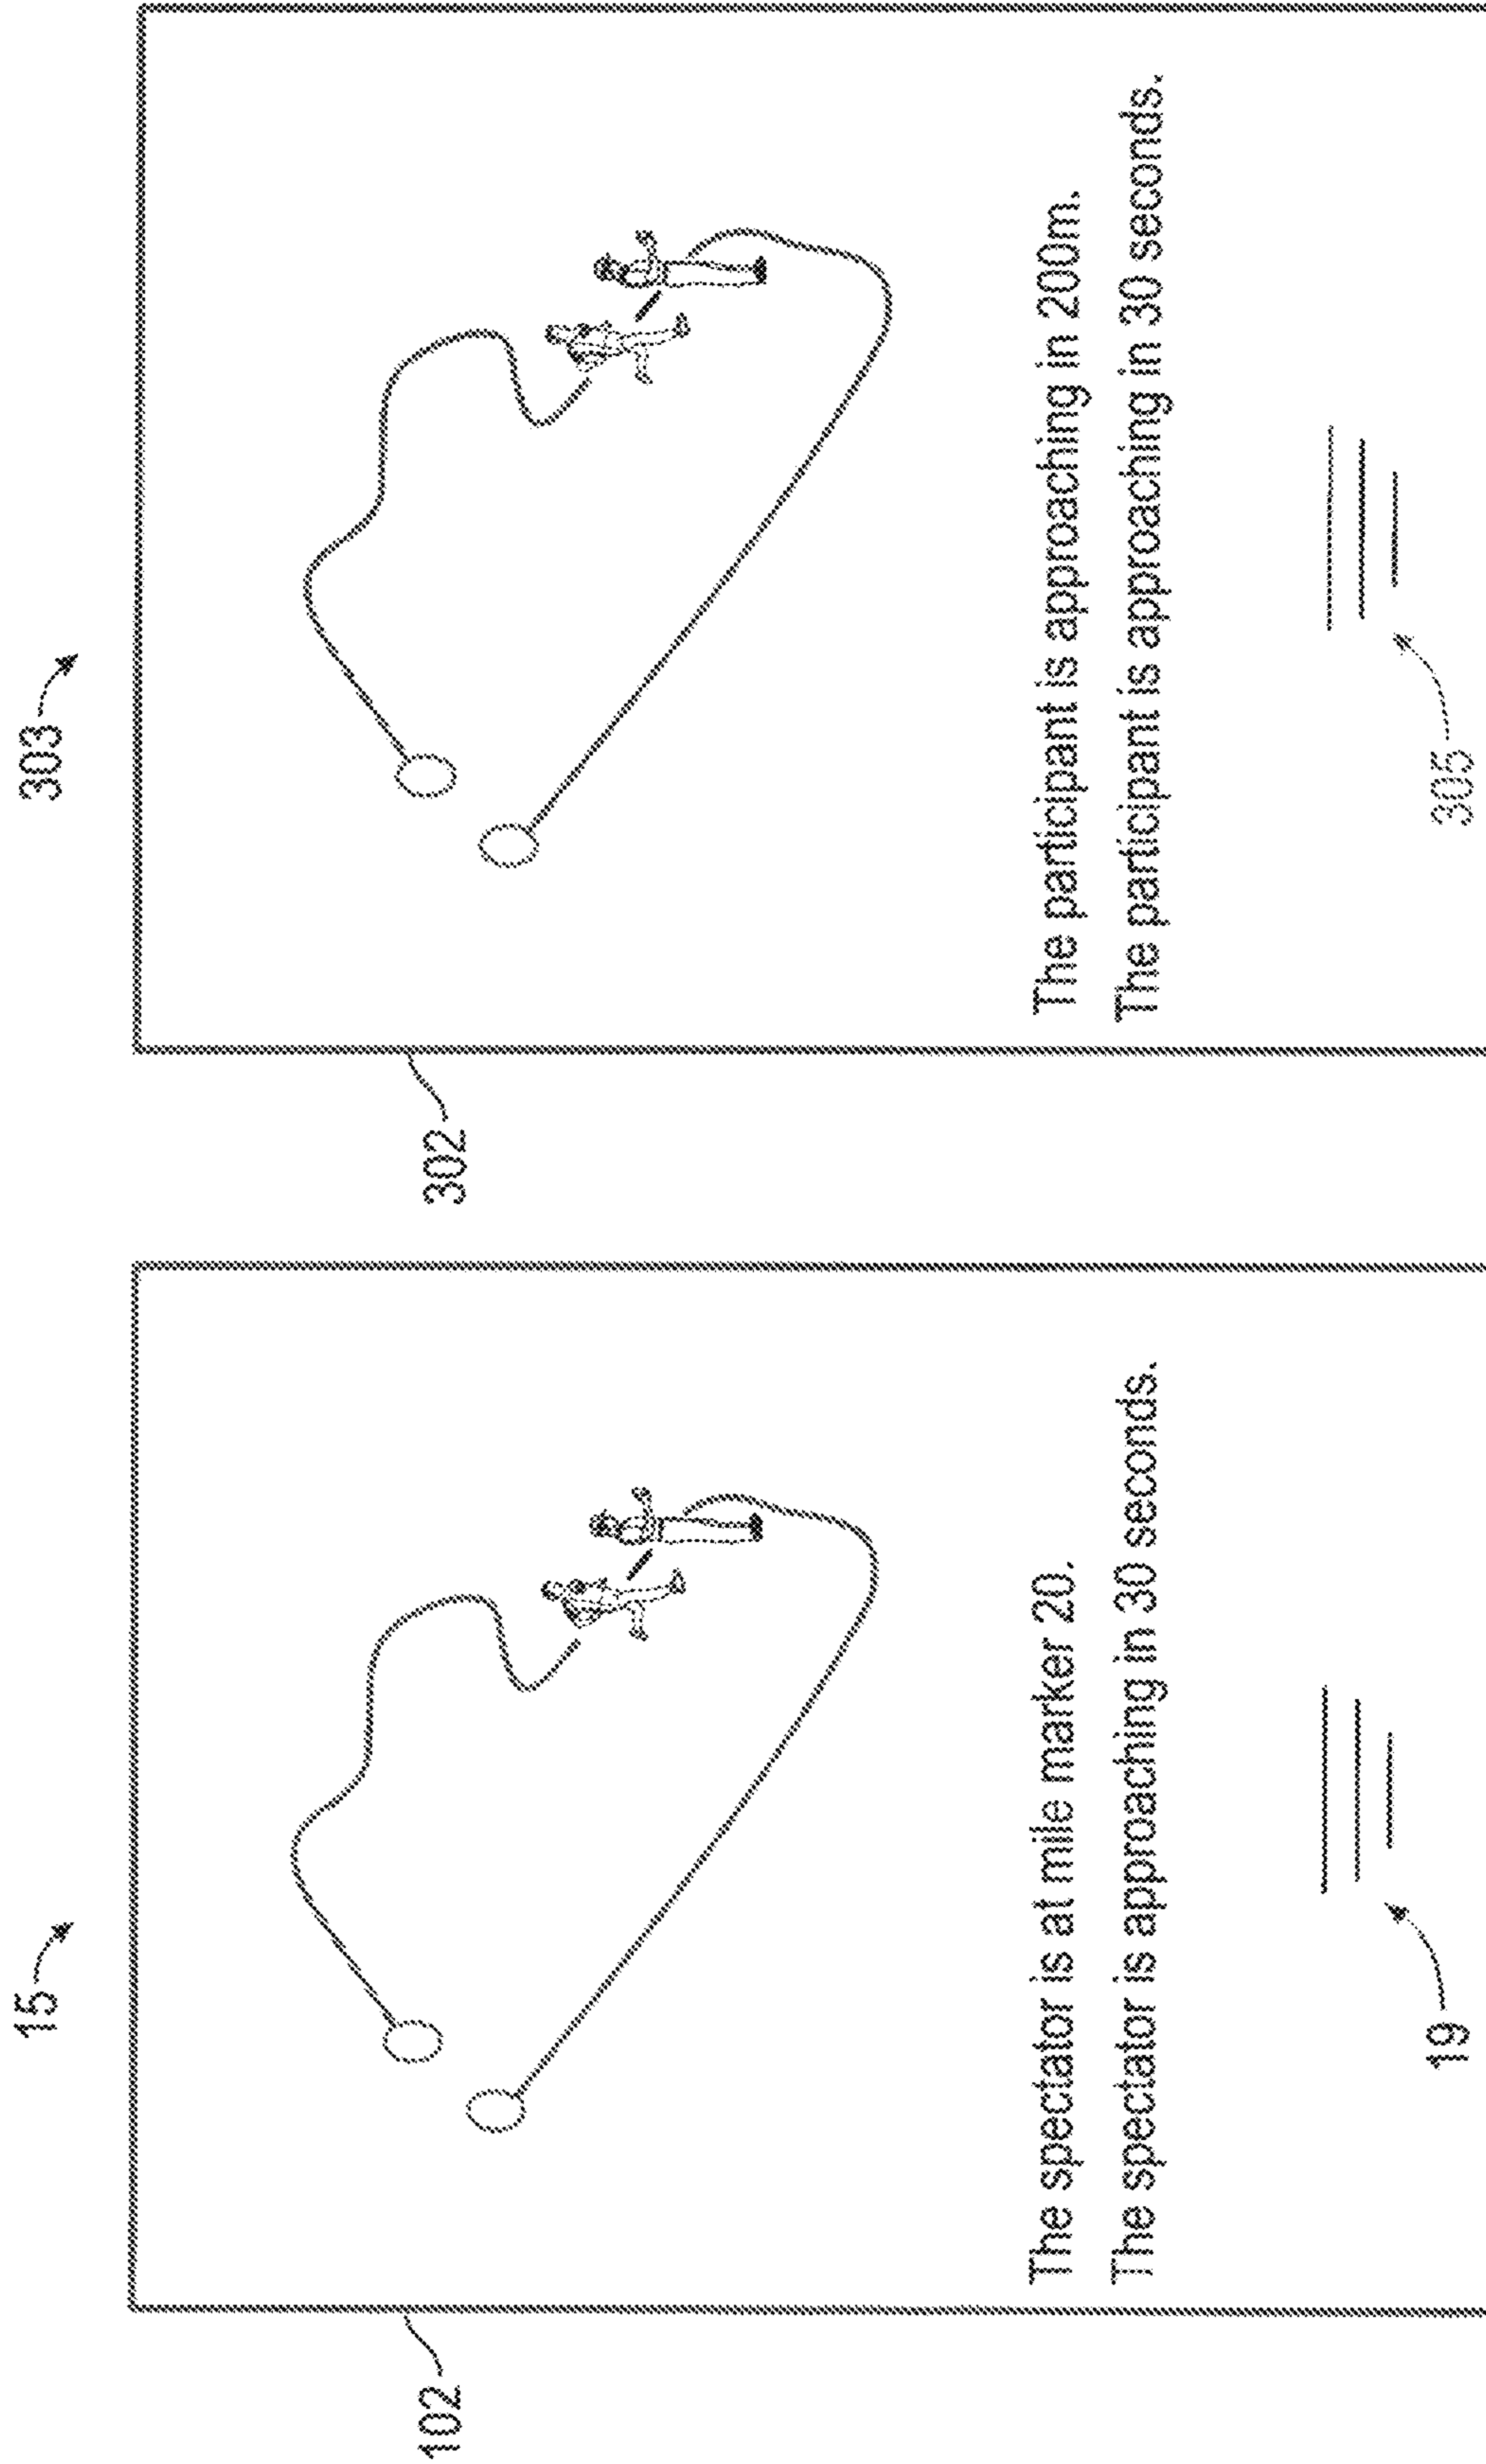 15
102
The spectator is at mile marker 20.
The spectator is approaching in 30 seconds.
19
303
302
The participant is approaching in 200m.
The participant is approaching in 30 seconds.
305